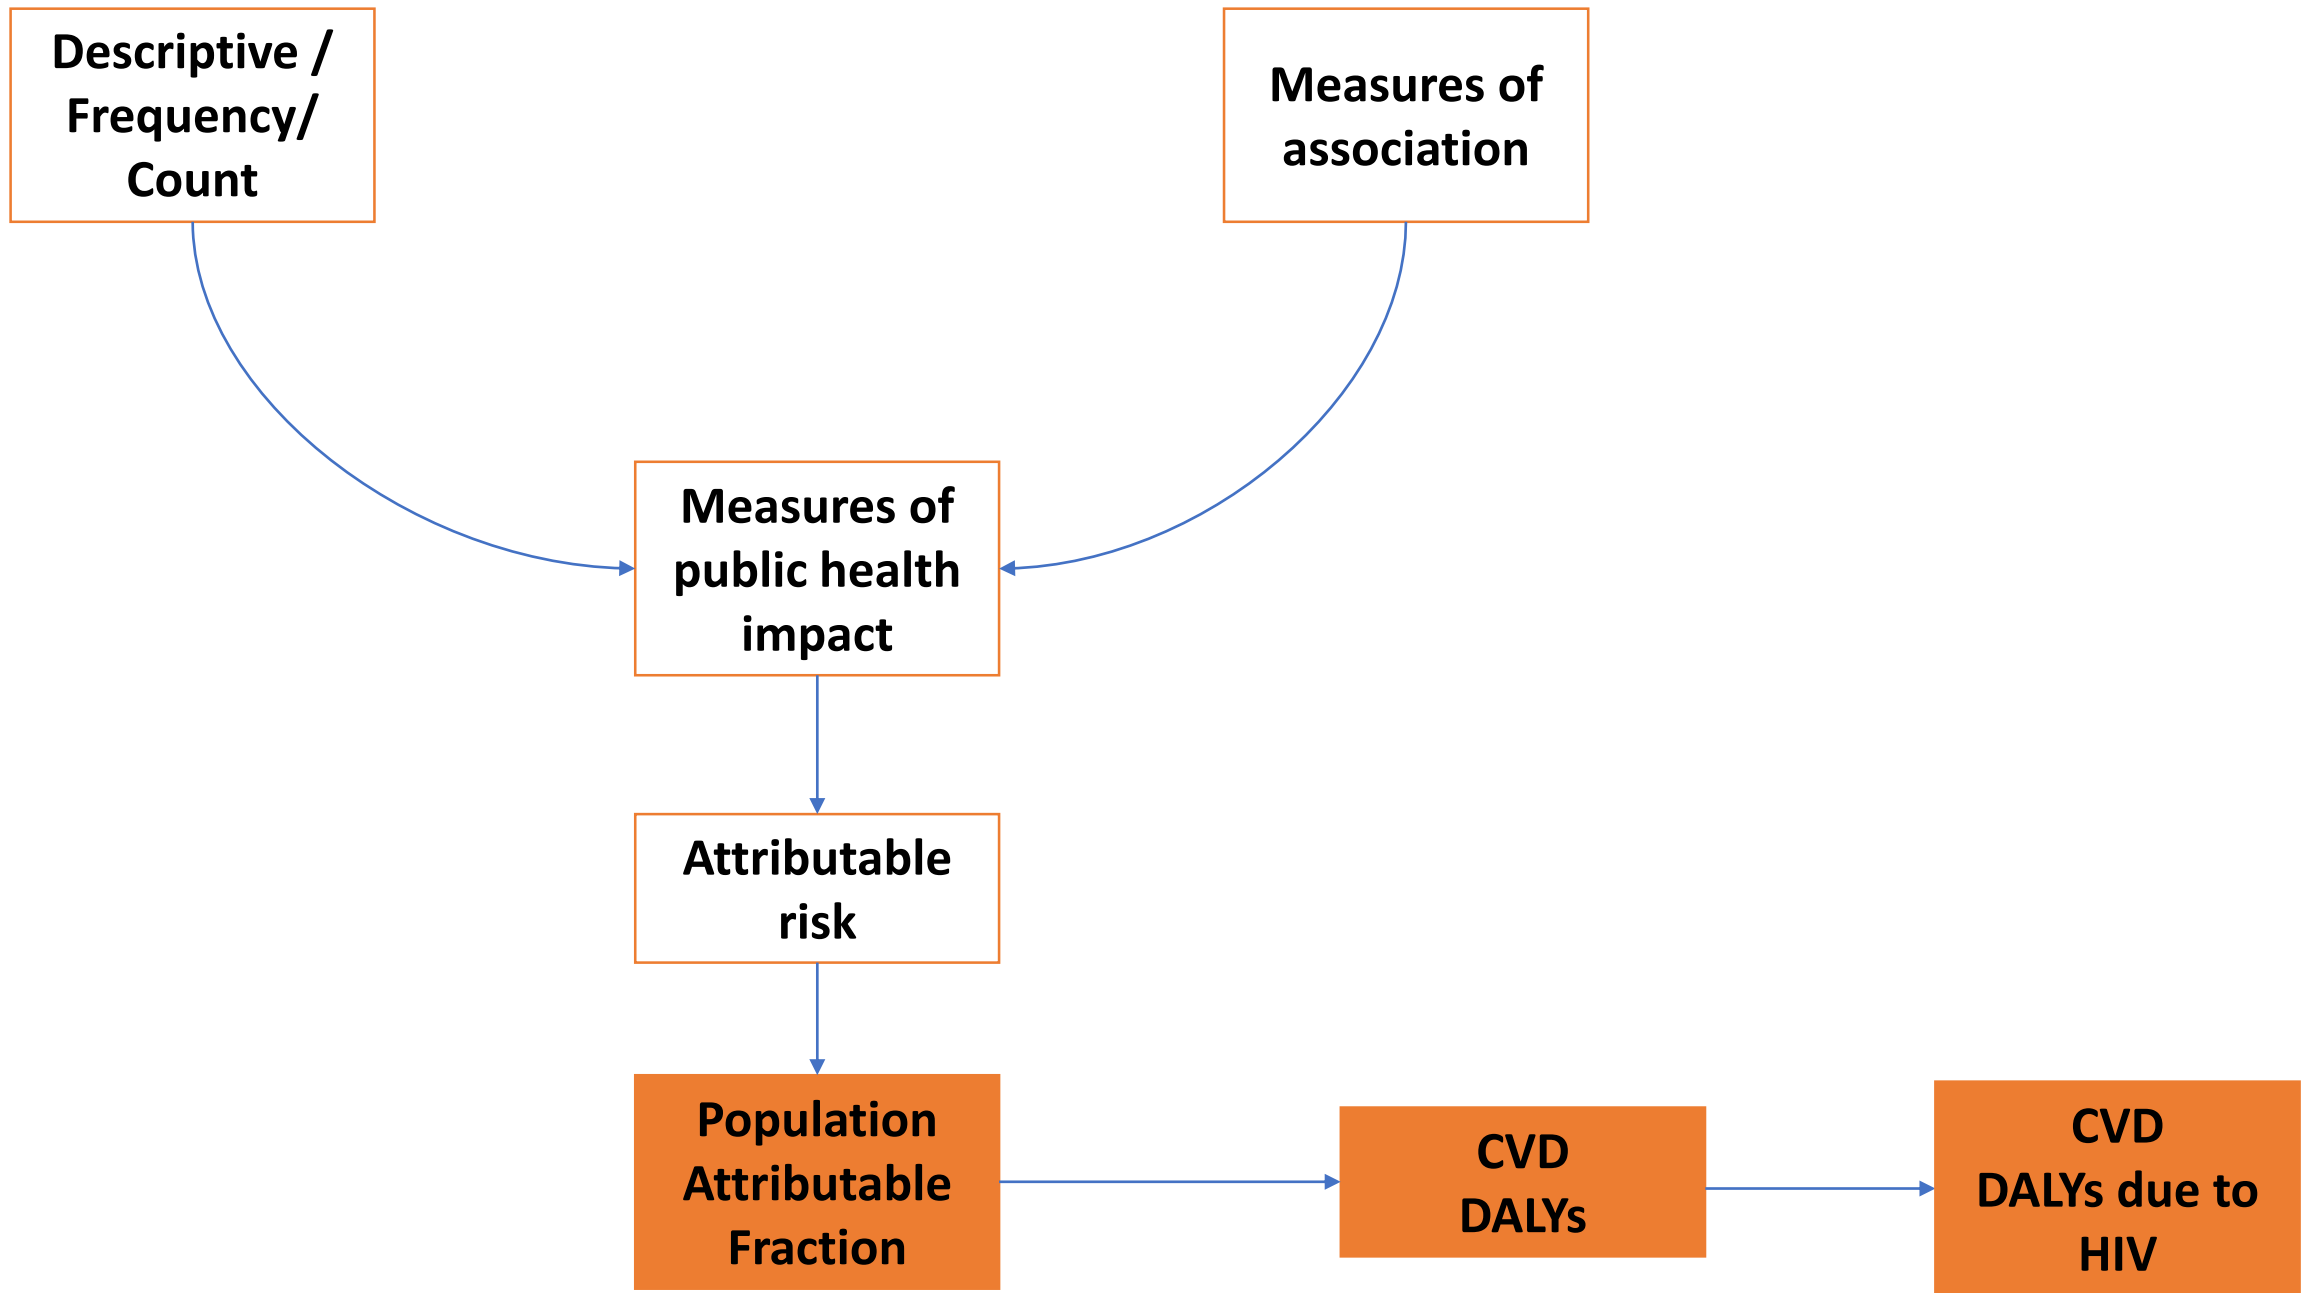 Descriptive /
Frequency/
Count
Measures of
association
Measures of
public health
impact
Attributable
risk
Population
Attributable
Fraction
CVD
DALYs
CVD
DALYs due to
HIV